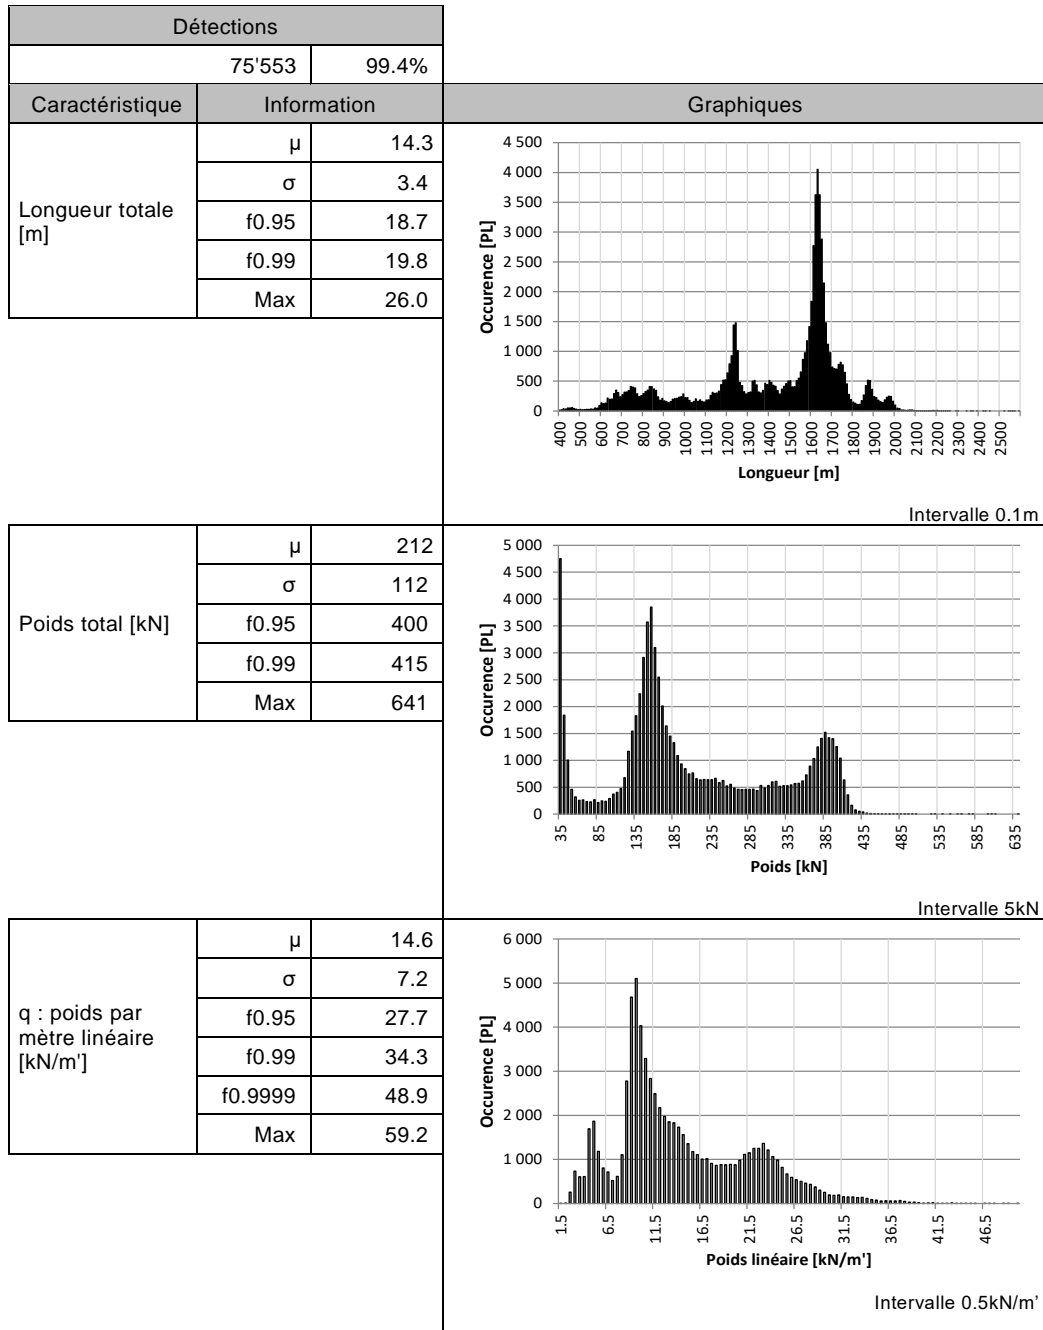 Détections
75'553 99.4%
Caractéristique Information Graphiques
Longueur totale [m]
µ 14.3
σ 3.4
f0.95 18.7
f0.99 19.8
Max 26.0
4 500
4 000
3 500
3 000
2 500
2 000
1 500
1 000
500
0
Occurence [PL]
400 500 600 700 800 900 1000 1100 1200 1300 1400 1500 1600 1700 1800 1900 2000 2100 2200 2300 2400 2500
Longueur [m]
Intervalle 0.1m
Poids total [kN]
µ 212
σ 112
f0.95 400
f0.99 415
Max 641
5 000
4 500
4 000
3 500
3 000
2 500
2 000
1 500
1 000
500
0
Occurence [PL]
35 85 135 185 235 285 335 385 435 485 535 585 635
Poids [kN]
Intervalle 5kN
q : poids par
mètre linéaire
[kN/m']
µ 14.6
σ 7.2
f0.95 27.7
f0.99 34.3
f0.9999 48.9
Max 59.2
6 000
5 000
4 000
3 000
2 000
1 000
0
Occurence [PL]
1.5 6.5 11.5 16.5 21.5 26.5 31.5 36.5 41.5 46.5
Poids linéaire [kN/m']
Intervalle 0.5kN/m’